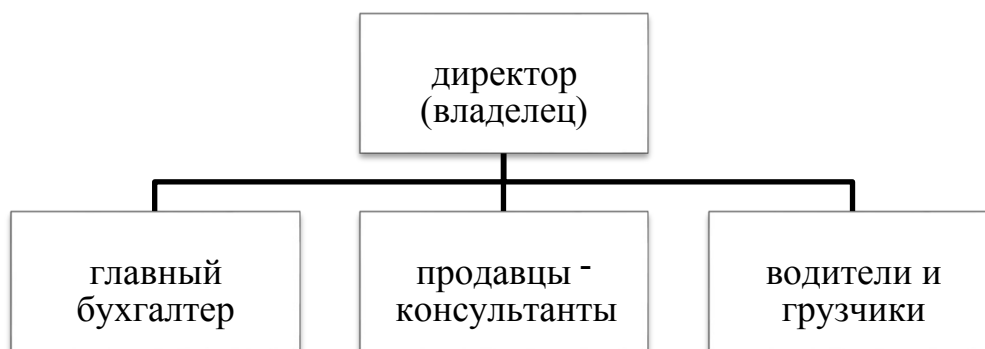 директор
(владелец)
главный
бухгалтер
продавцы -
консультанты
водители и
грузчики